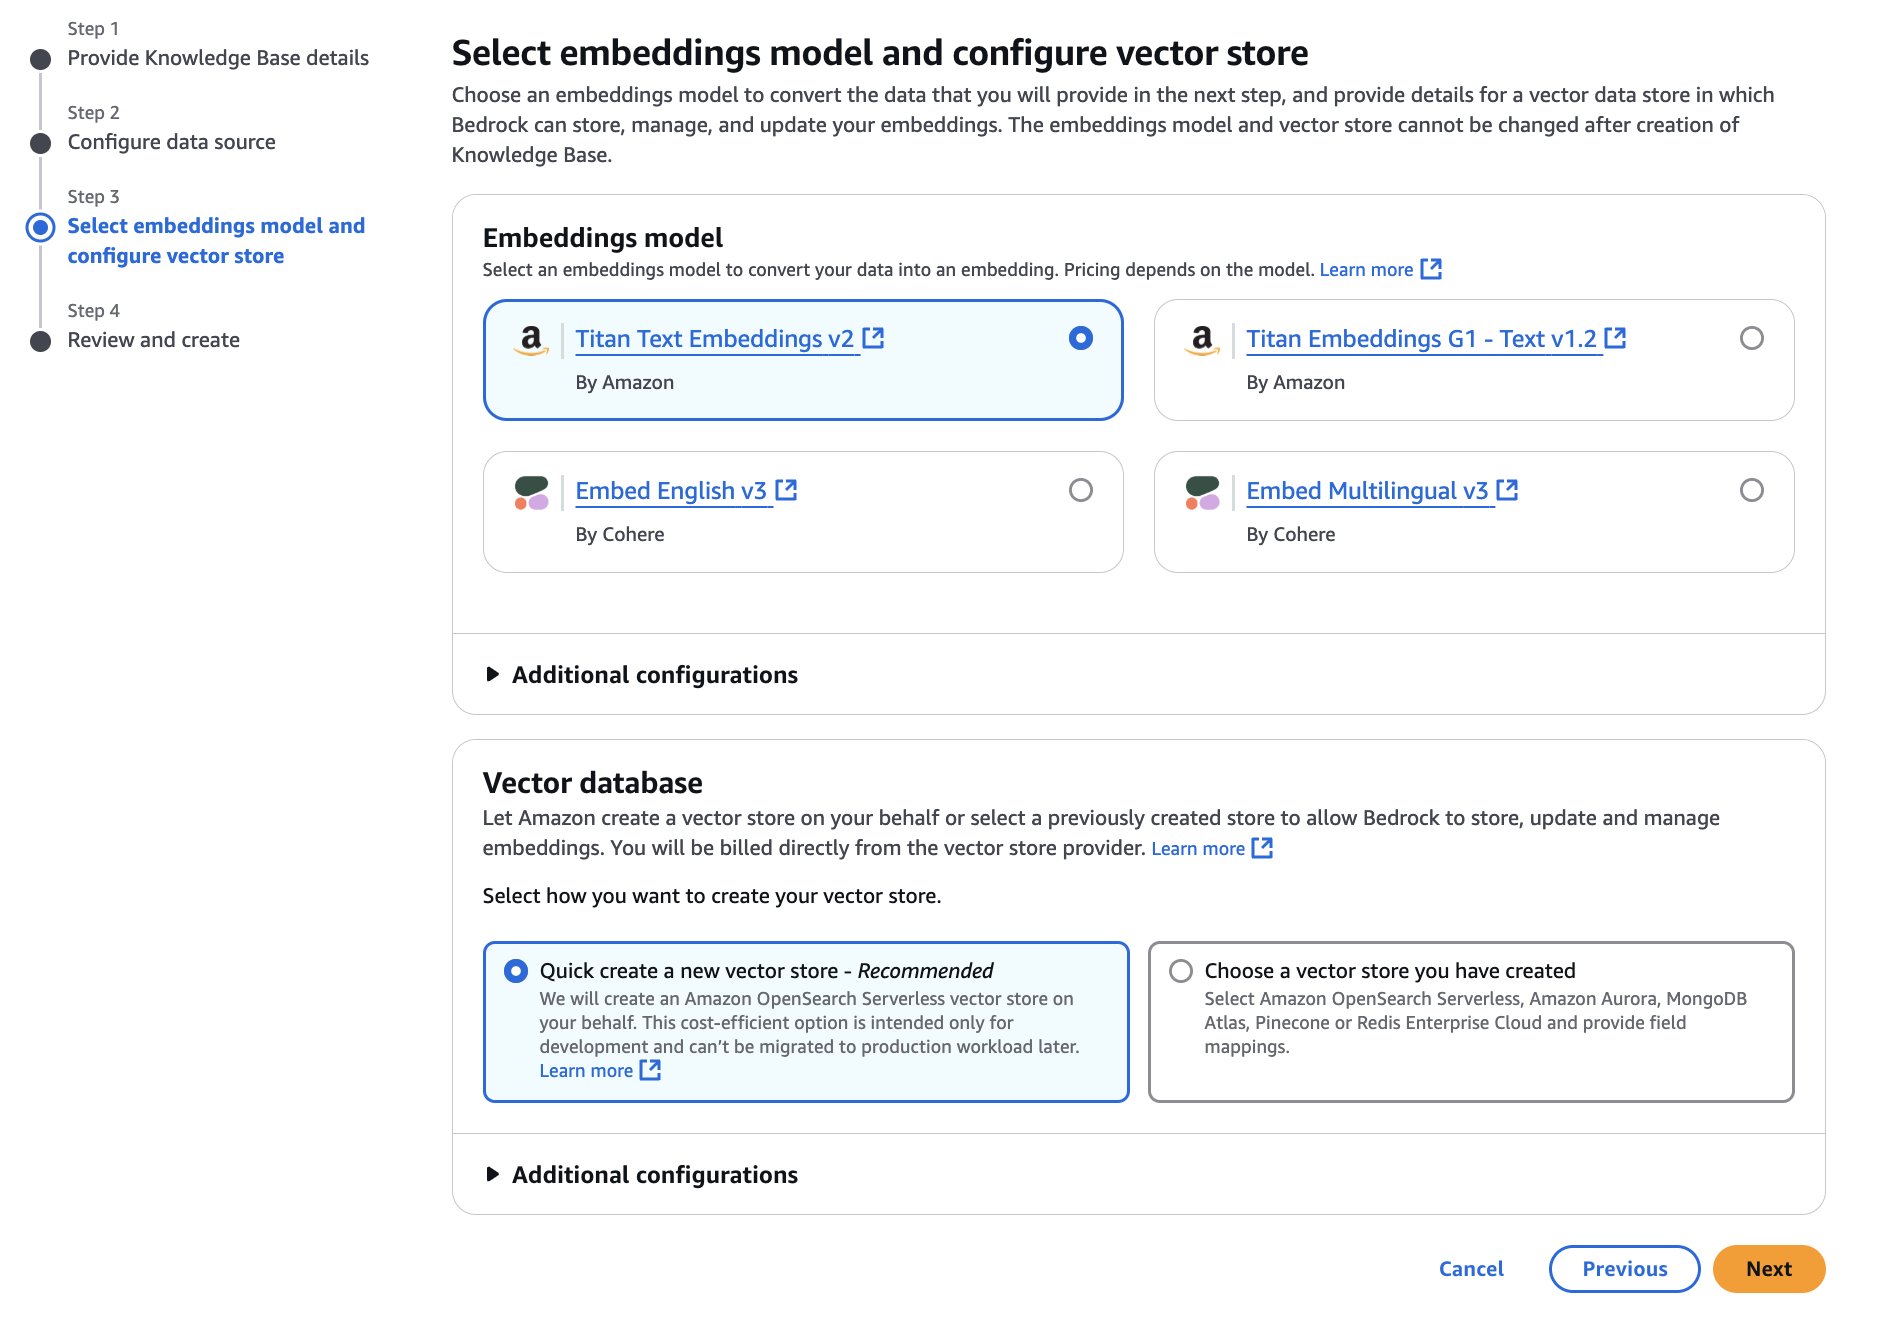 Step 1
Provide Knowledge Base details
Step 2
Configure data source
Step 3
Select embeddings model and
configure vector store
Step 4
Review and create
Select embeddings model and configure vector store
Choose an embeddings model to convert the data that you will provide in the next step, and provide details for a vector data store in which
Bedrock can store, manage, and update your embeddings. The embeddings model and vector store cannot be changed after creation of
Knowledge Base.
Embeddings model
Select an embeddings model to convert your data into an embedding. Pricing depends on the model. Learn more
Titan Text Embeddings v2
By Amazon
Titan Embeddings G1 - Text v1.2
By Amazon
Embed English v3
By Cohere
Embed Multilingual v3
By Cohere
Additional configurations
Vector database
Let Amazon create a vector store on your behalf or select a previously created store to allow Bedrock to store, update and manage
embeddings. You will be billed directly from the vector store provider. Learn more
Select how you want to create your vector store.
Quick create a new vector store - Recommended
We will create an Amazon OpenSearch Serverless vector store on
your behalf. This cost-efficient option is intended only for
development and can’t be migrated to production workload later.
Learn more
Choose a vector store you have created
Select Amazon OpenSearch Serverless, Amazon Aurora, MongoDB
Atlas, Pinecone or Redis Enterprise Cloud and provide field
mappings.
Additional configurations
Cancel
Previous
Next